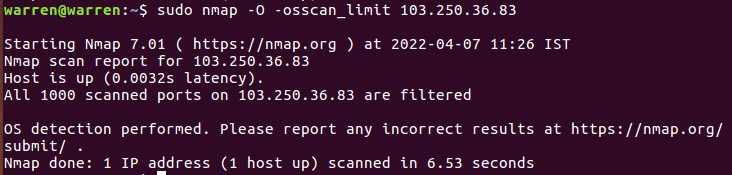 warren@warren:~$ sudo nmap -O -osscan_limit 103.250.36.83
Starting Nmap 7.01 ( https://nmap.org ) at 2022-04-07 11:26 IST
Nmap scan report for 103.250.36.83
Host is up (0.0032s latency).
All 1000 scanned ports on 103.250.36.83 are filtered
OS detection performed. Please report any incorrect results at https://nmap.org/
submit/ .
Nmap done: 1 IP address (1 host up) scanned in 6.53 seconds